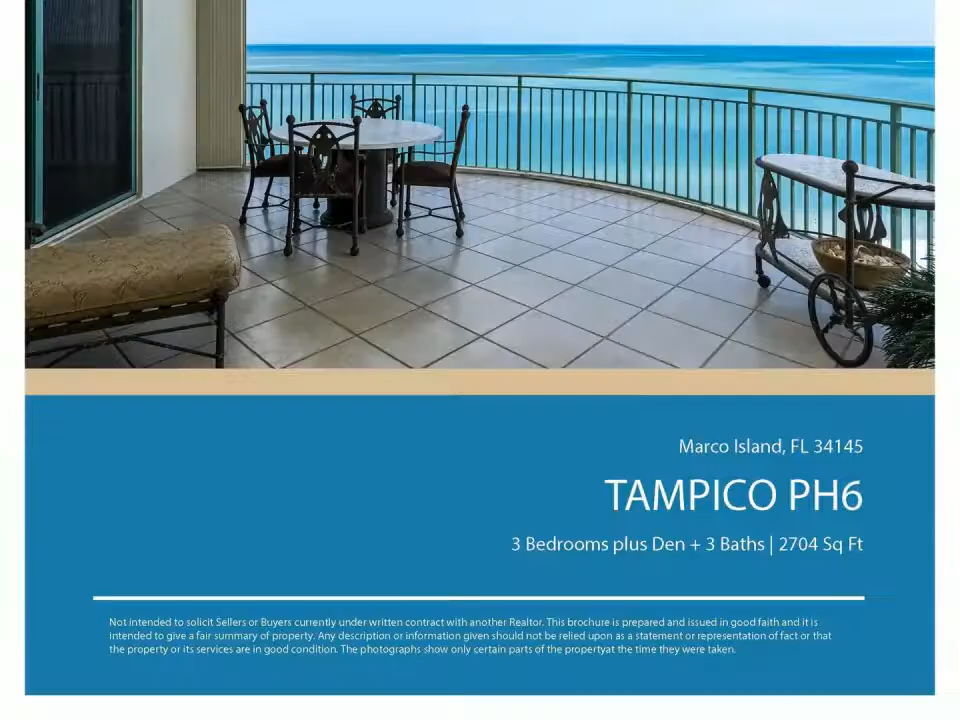 Marco Island, FL 34145
TAMPICO PH6
3 Bedrooms plus Den + 3 Baths | 2704 Sq Ft
Not intended to solicit Sellers or Buyers currently under written contract with another Realtor. This brochure is prepared and issued in good faith and it is
intended to give a fair summary of property. Any description or information given should not be relied upon as a statement or representation of fact or that
the property or its services are in good condition. The photographs show only certain parts of the propertyat the time they were taken.